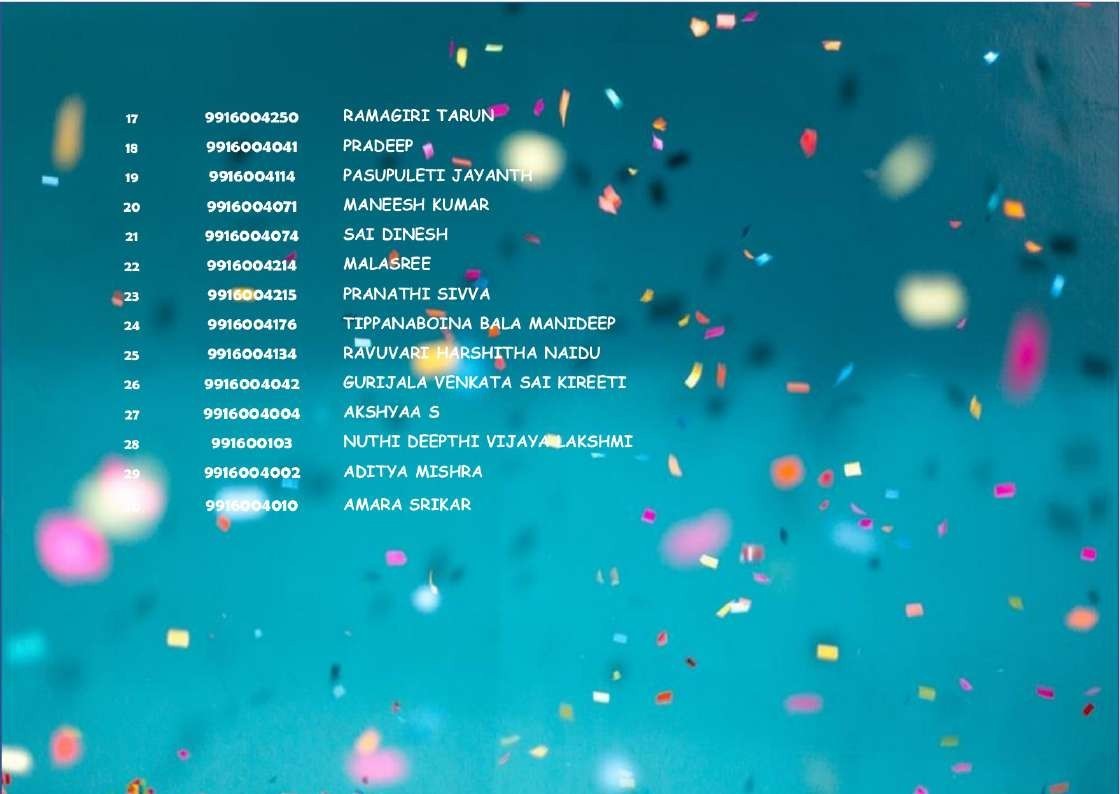 17 9916004250 RAMAGIRI TARUN
18 9916004041 PRADEEP
19 9916004114 PASUPULETI JAYANTH
20 9916004071 MANEESH KUMAR
21 9916004074 SAI DINESH
22 9916004214 MALASREE
23 9916004215 PRANATHI SIVVA
24 9916004176 TIPPANABOINA BALA MANIDEEP
25 9916004134 RAVUVARI HARSHITHA NAIDU
26 9916004042 GURIJALA VENKATA SAI KIREETI
27 9916004004 AKSHYAA S
28 991600103 NUTHI DEEPTHI VIJAYA LAKSHMI
29 9916004002 ADITYA MISHRA
9916004010 AMARA SRIKAR